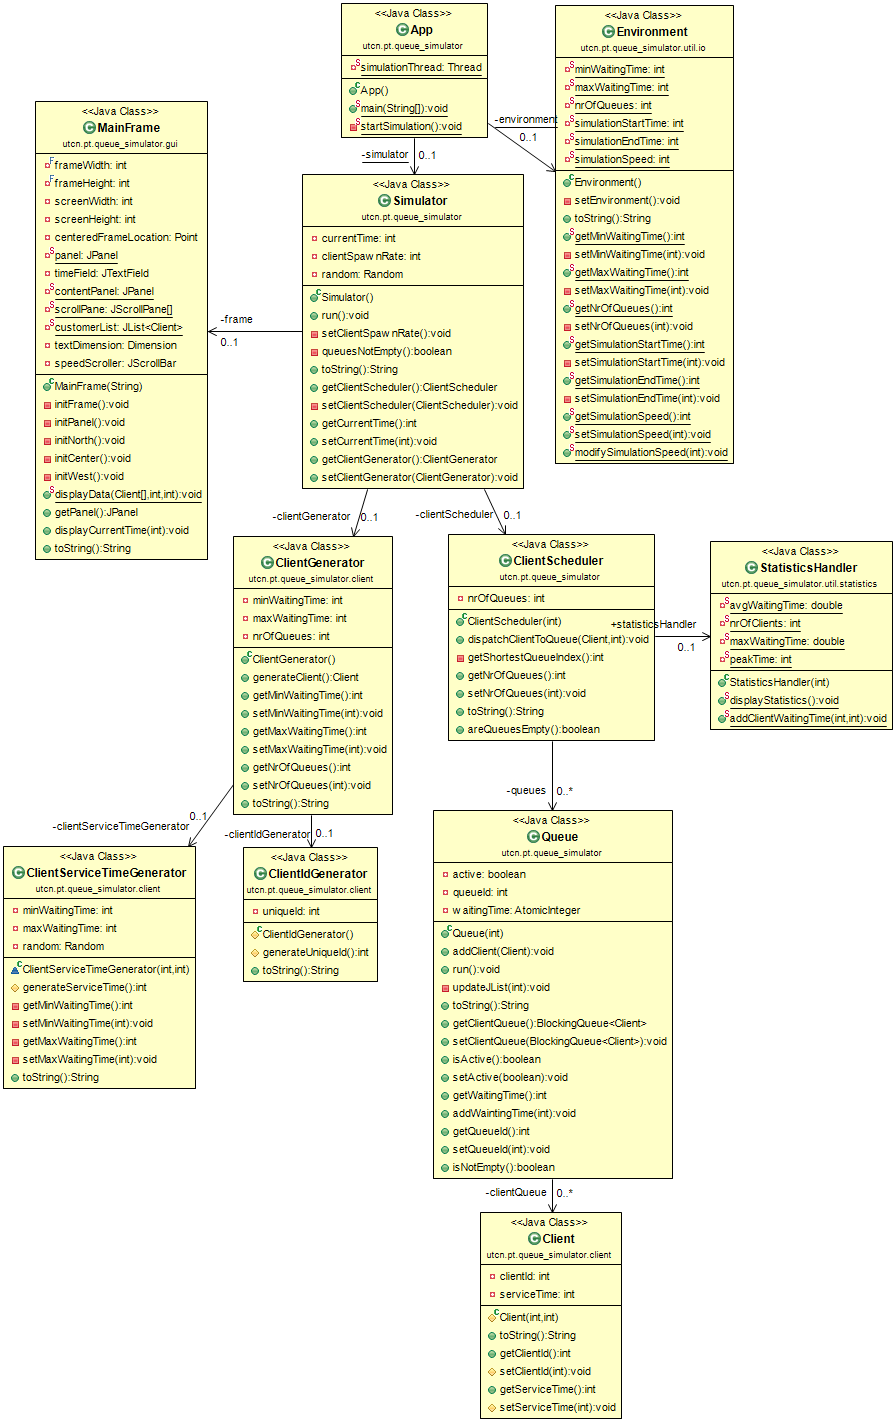 <<Java Class>>
App
utcn.pt.queue_simulator
simulationThread: Thread
App()
main(String[]):void
startSimulation():void
-environment
0..1
-simulator
0..1
<<Java Class>>
Environment
utcn.pt.queue_simulator.util.io
minWaitingTime: int
maxWaitingTime: int
nrOfQueues: int
simulationStartTime: int
simulationEndTime: int
simulationSpeed: int
Environment()
setEnvironment():void
toString():String
getMinWaitingTime():int
setMinWaitingTime(int):void
getMaxWaitingTime():int
setMaxWaitingTime(int):void
getNrOfQueues():int
setNrOfQueues(int):void
getSimulationStartTime():int
setSimulationStartTime(int):void
getSimulationEndTime():int
setSimulationEndTime(int):void
getSimulationSpeed():int
setSimulationSpeed(int):void
modifySimulationSpeed(int):void
<<Java Class>>
MainFrame
utcn.pt.queue_simulator.gui
frameWidth: int
frameHeight: int
screenWidth: int
screenHeight: int
centeredFrameLocation: Point
panel: JPanel
timeField: JTextField
contentPanel: JPanel
scrollPane: JScrollPane[]
customerList: JList<Client>
textDimension: Dimension
speedScroller: JScrollBar
MainFrame(String)
initFrame():void
initPanel():void
initNorth():void
initCenter():void
initWest():void
displayData(Client[],int,int):void
getPanel():JPanel
displayCurrentTime(int):void
toString():String
-frame
0..1
<<Java Class>>
Simulator
utcn.pt.queue_simulator
currentTime: int
clientSpawnRate: int
random: Random
Simulator()
run():void
setClientSpawnRate():void
queuesNotEmpty():boolean
toString():String
getClientScheduler():ClientScheduler
setClientScheduler(ClientScheduler):void
getCurrentTime():int
setCurrentTime(int):void
getClientGenerator():ClientGenerator
setClientGenerator(ClientGenerator):void
-clientGenerator
0..1
-clientScheduler
0..1
<<Java Class>>
ClientGenerator
utcn.pt.queue_simulator.client
minWaitingTime: int
maxWaitingTime: int
nrOfQueues: int
ClientGenerator()
generateClient():Client
getMinWaitingTime():int
setMinWaitingTime(int):void
getMaxWaitingTime():int
setMaxWaitingTime(int):void
getNrOfQueues():int
setNrOfQueues(int):void
toString():String
<<Java Class>>
ClientScheduler
utcn.pt.queue_simulator
nrOfQueues: int
ClientScheduler(int)
dispatchClientToQueue(Client,int):void
getShortestQueueIndex():int
getNrOfQueues():int
setNrOfQueues(int):void
toString():String
areQueuesEmpty():boolean
+statisticsHandler
0..1
<<Java Class>>
StatisticsHandler
utcn.pt.queue_simulator.util.statistics
avgWaitingTime: double
nrOfClients: int
maxWaitingTime: double
peakTime: int
StatisticsHandler(int)
displayStatistics():void
addClientWaitingTime(int,int):void
-clientServiceTimeGenerator
0..1
-clientIdGenerator
0..1
-queues
0..*
<<Java Class>>
ClientServiceTimeGenerator
utcn.pt.queue_simulator.client
minWaitingTime: int
maxWaitingTime: int
random: Random
ClientServiceTimeGenerator(int,int)
generateServiceTime():int
getMinWaitingTime():int
setMinWaitingTime(int):void
getMaxWaitingTime():int
setMaxWaitingTime(int):void
toString():String
<<Java Class>>
ClientIdGenerator
utcn.pt.queue_simulator.client
uniqueId: int
ClientIdGenerator()
generateUniqueId():int
toString():String
<<Java Class>>
Queue
utcn.pt.queue_simulator
active: boolean
queueId: int
waitingTime: AtomicInteger
Queue(int)
addClient(Client):void
run():void
updateJList(int):void
toString():String
getClientQueue():BlockingQueue<Client>
setClientQueue(BlockingQueue<Client>):void
isActive():boolean
setActive(boolean):void
getWaitingTime():int
addWaintingTime(int):void
getQueueId():int
setQueueId(int):void
isNotEmpty():boolean
-clientQueue
0..*
<<Java Class>>
Client
utcn.pt.queue_simulator.client
clientId: int
serviceTime: int
Client(int,int)
toString():String
getClientId():int
setClientId(int):void
getServiceTime():int
setServiceTime(int):void